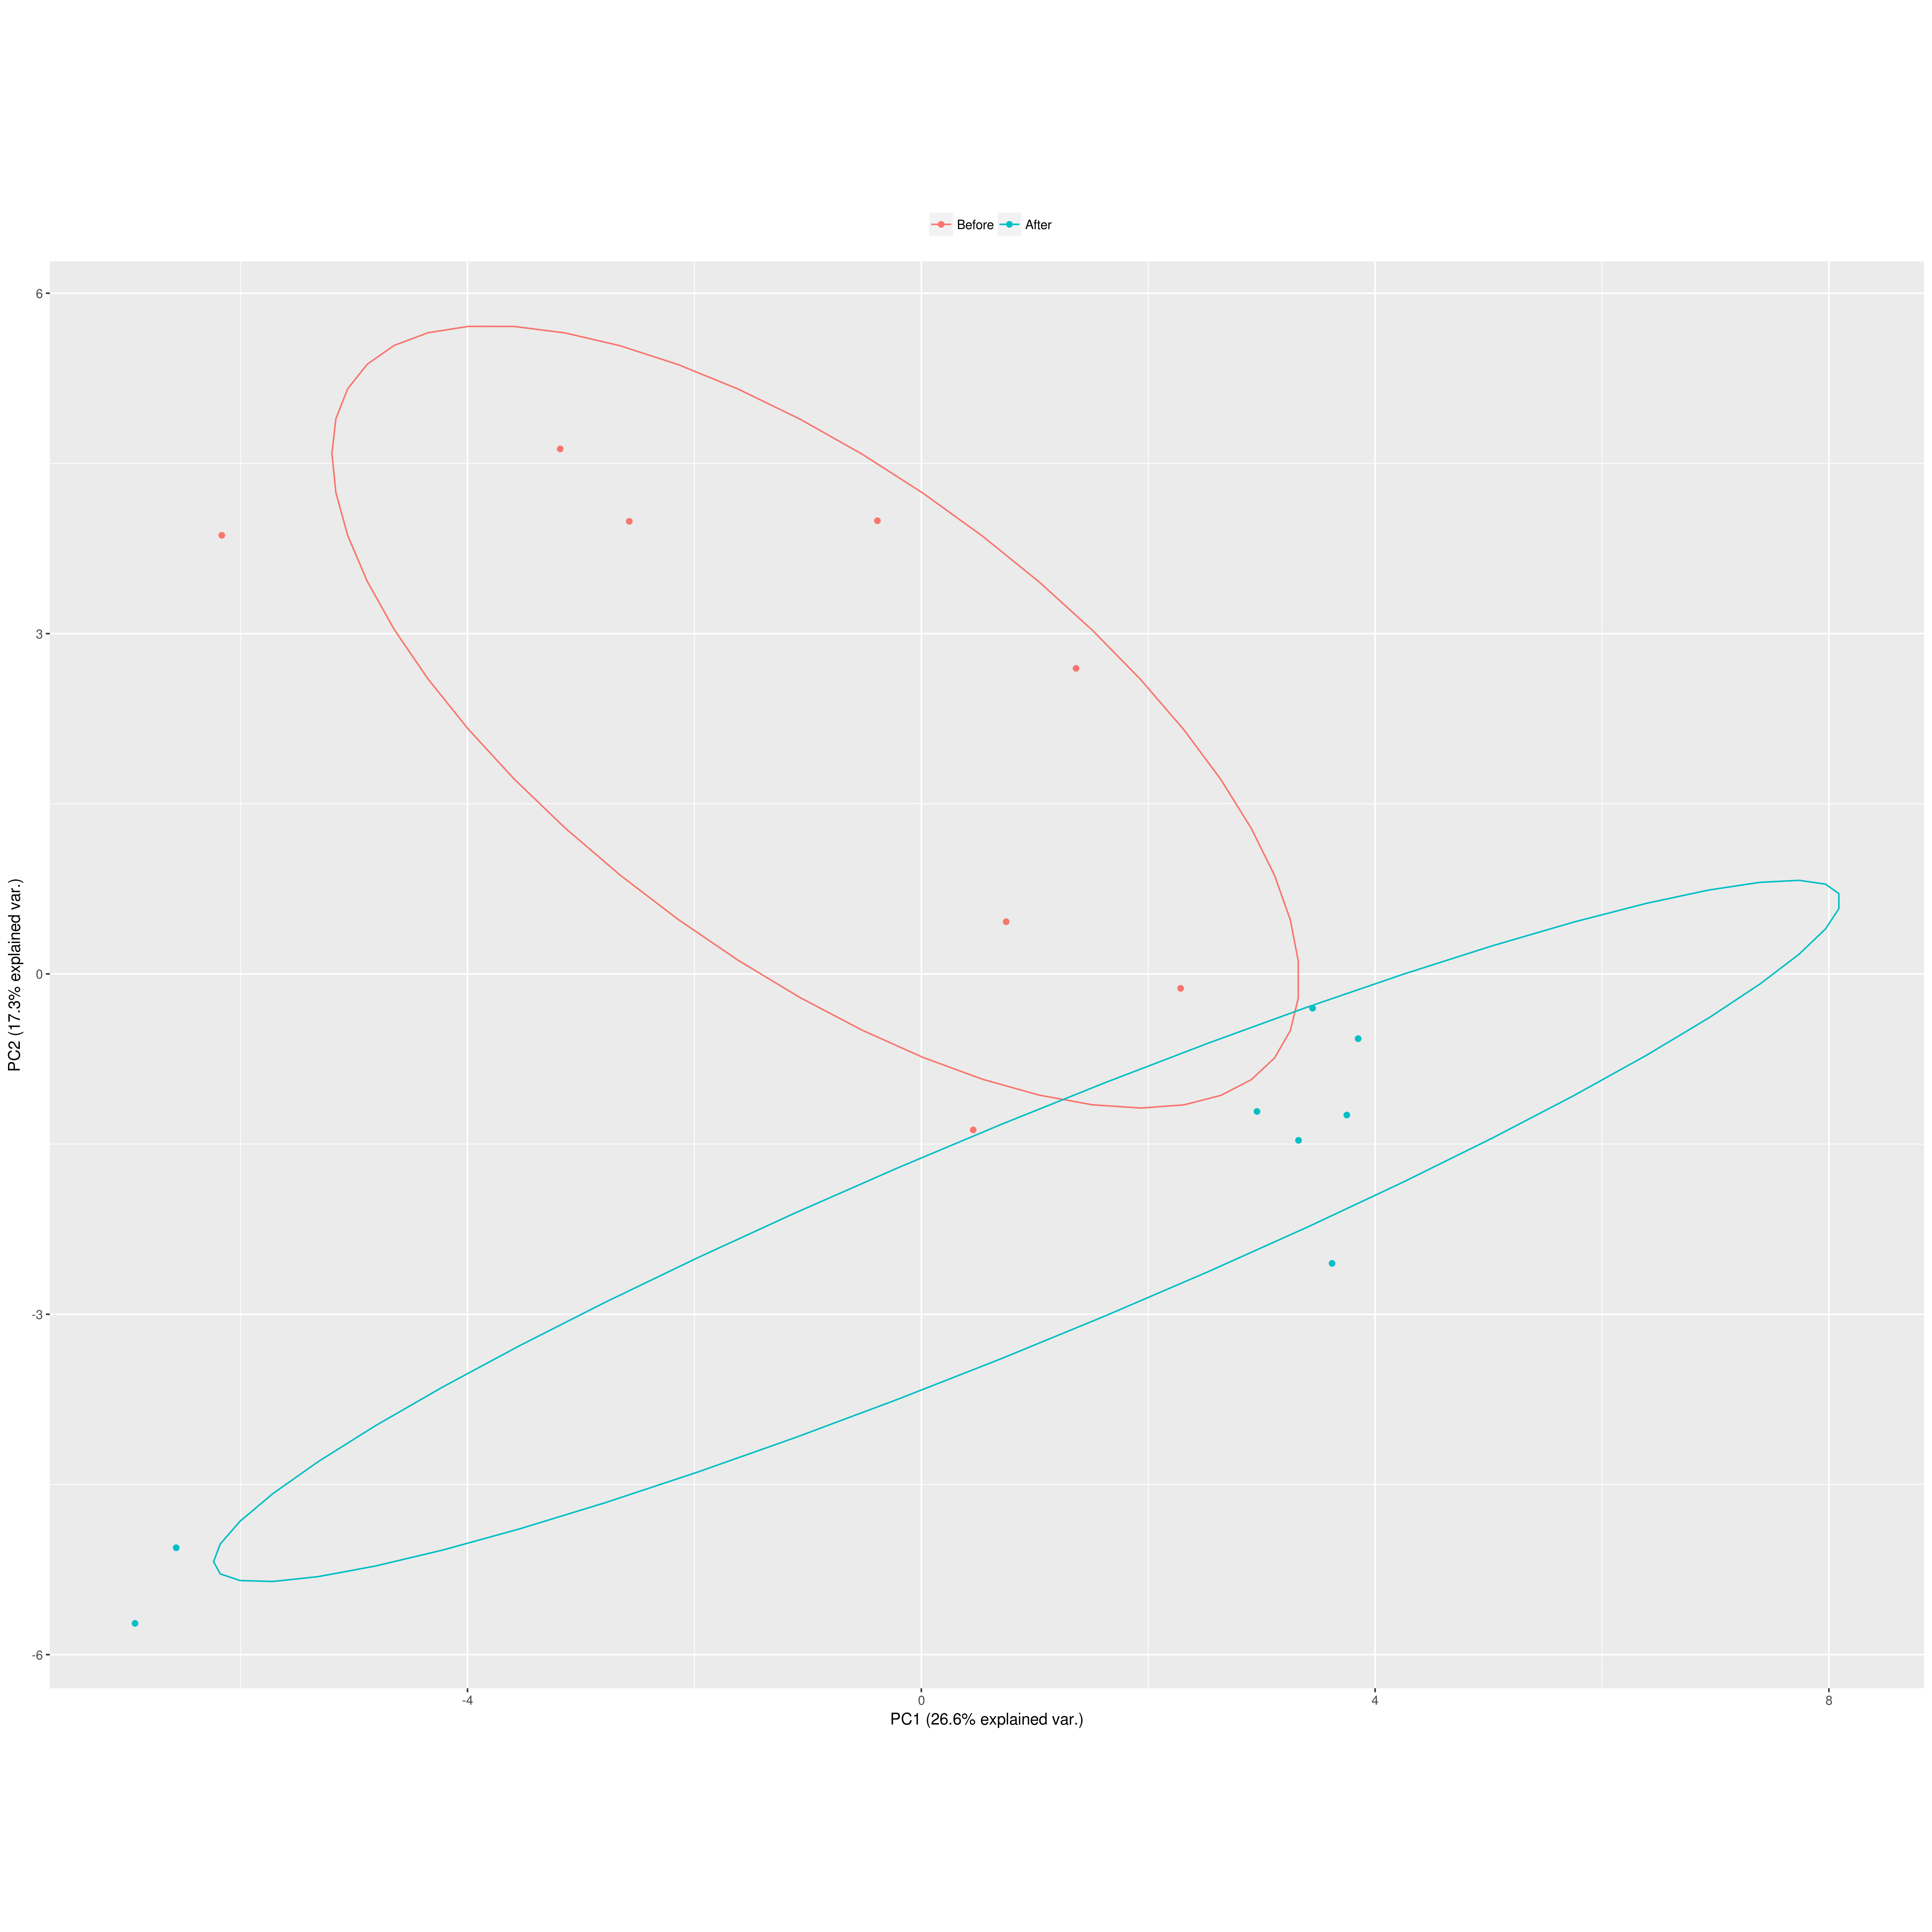 Before After
6
3
0
-3
-6
-4 0 4 8
PC1 (26.6% explained var.)
PC2 (17.3% explained var.)